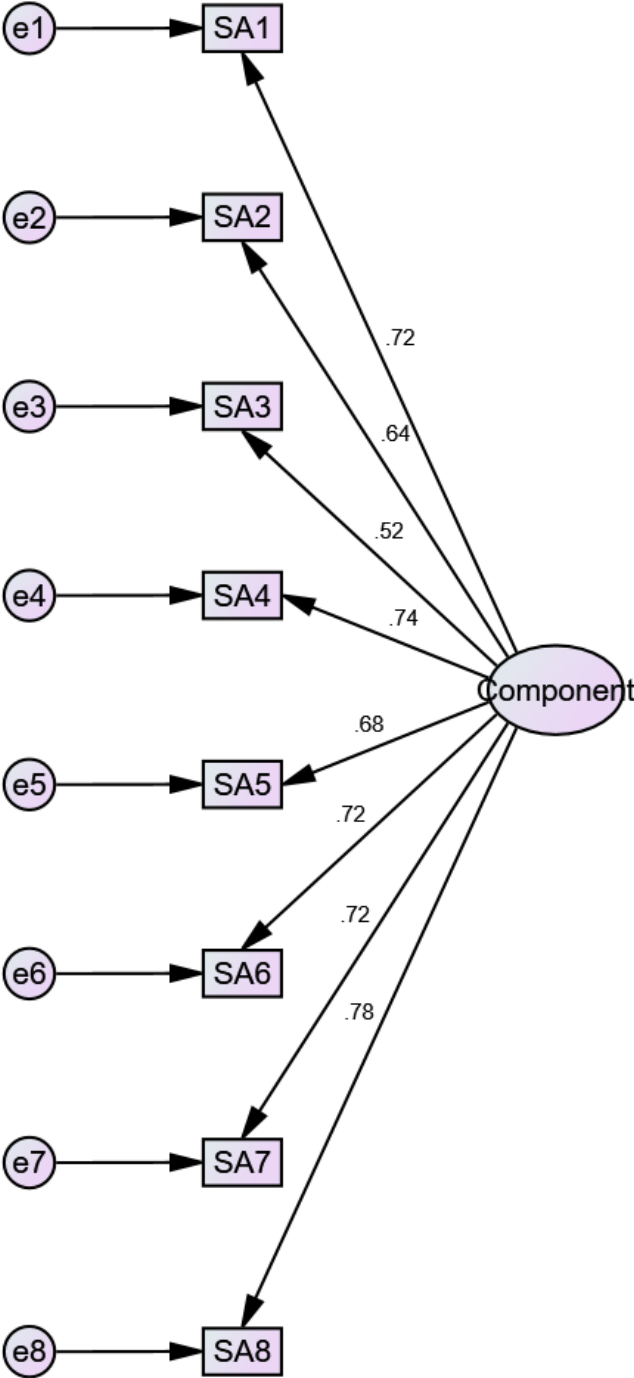 e1 SA1
e2 SA2
.72
e3 SA3
.64
.52
e4 SA4
.74
Component
.68
e5 SA5
.72
.72
e6 SA6
.78
e7 SA7
e8 SA8